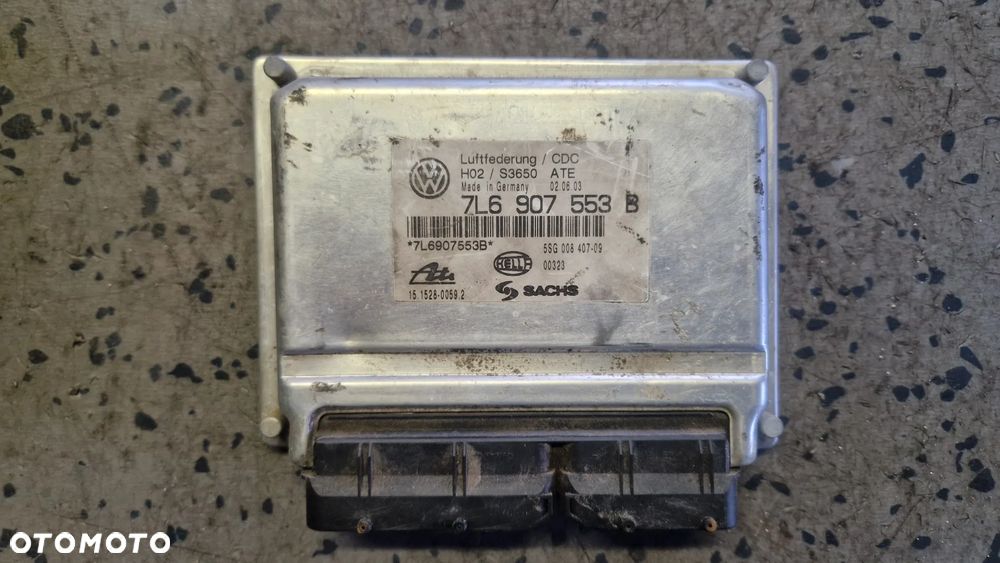 Luftfederung / CDC
H02 / S3650 ATE
Made in Germany 02.06.03
7L6 907 553 B
*7L6907553B*
5SG 008 407-09
Ate
HELLA
00323
15.1528-0059.2
SACHS
OTOMOTO